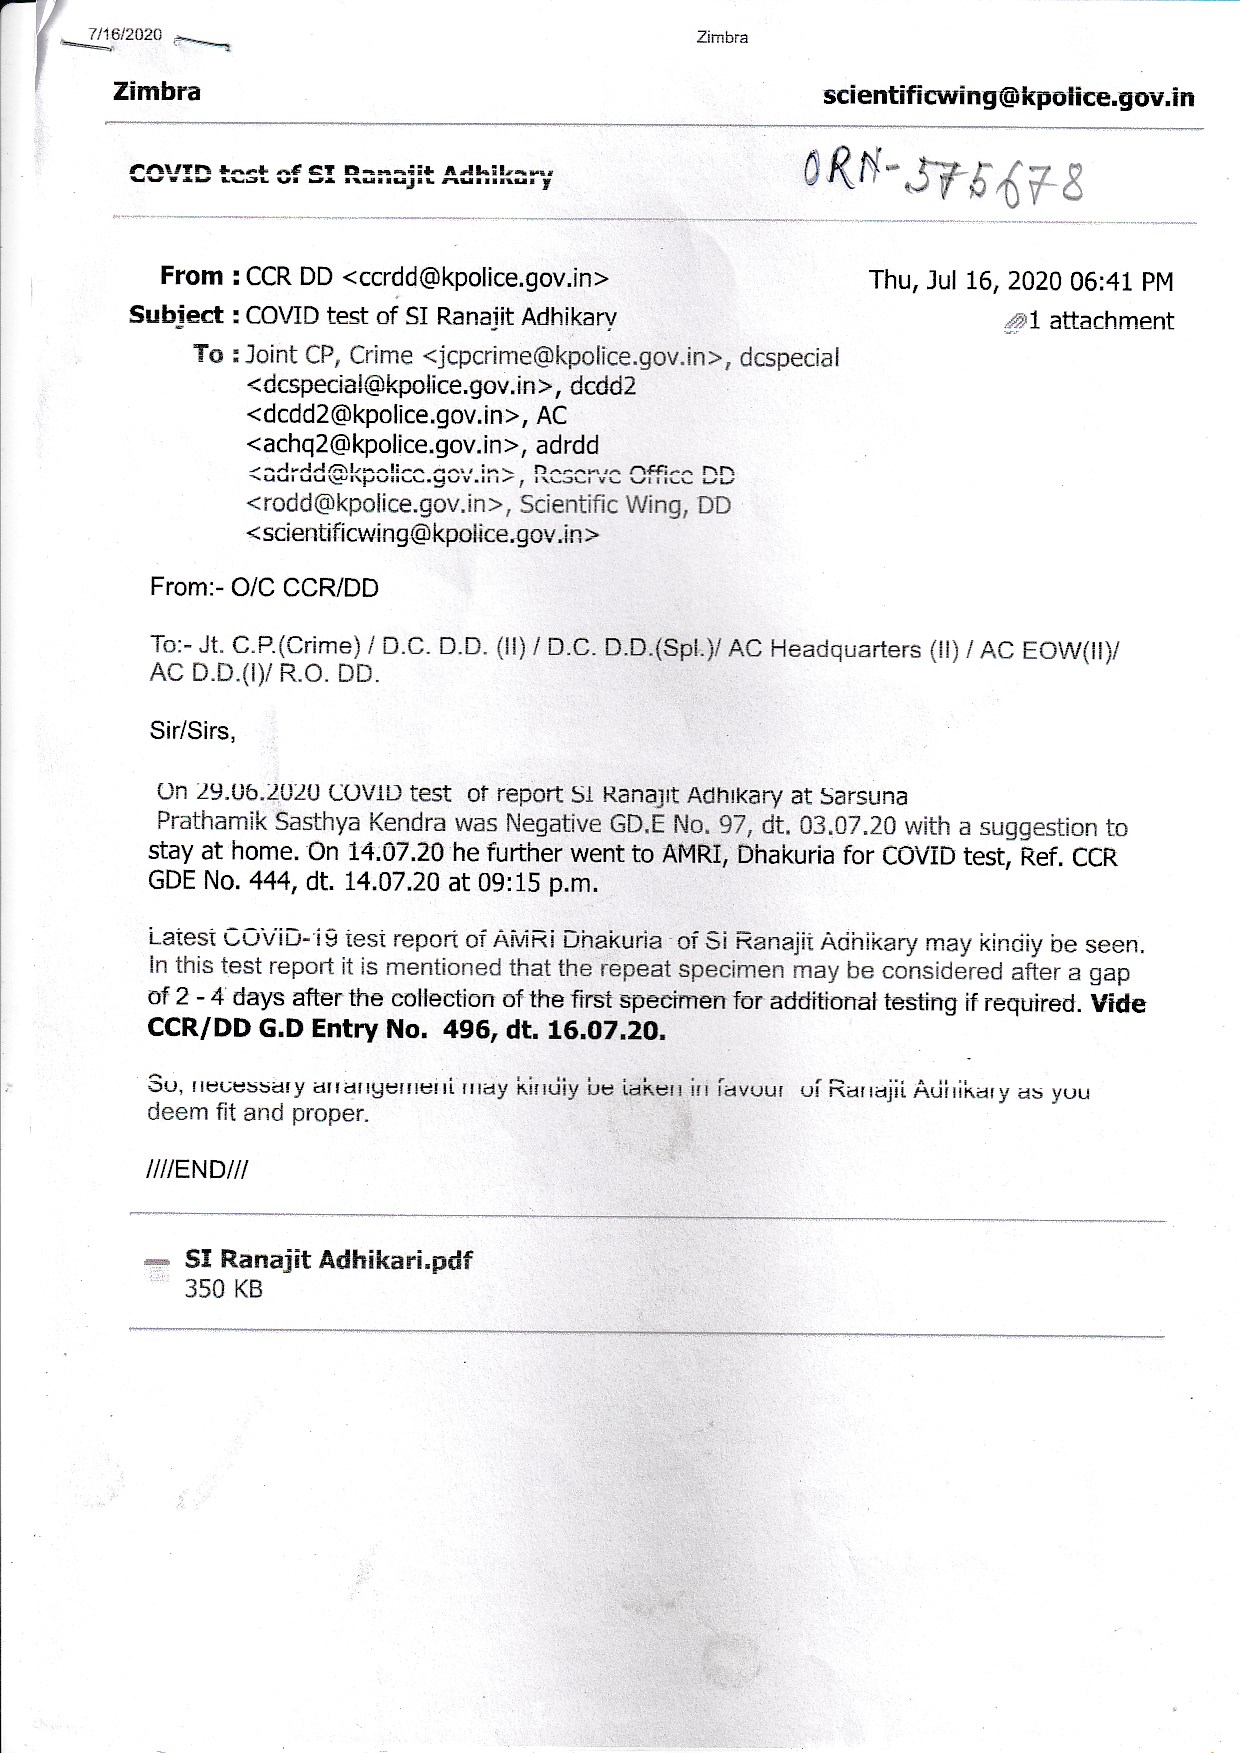 7/16/2020
Zimbra
Zimbra
scientificwing@kpolice.gov.in
COVID test of SI Ranajit Adhikary
ORN-575678
From : CCR DD <ccrdd@kpolice.gov.in>
Thu, Jul 16, 2020 06:41 PM
Subject : COVID test of SI Ranajit Adhikary
1 attachment
To : Joint CP, Crime <jcpcrime@kpolice.gov.in>, dcspecial
<dcspecial@kpolice.gov.in>, dcdd2
<dcdd2@kpolice.gov.in>, AC
<achq2@kpolice.gov.in>, adrdd
<adrdd@kpolice.gov.in>, Reserve Office DD
<rodd@kpolice.gov.in>, Scientific Wing, DD
<scientificwing@kpolice.gov.in>
From:- O/C CCR/DD
To:- Jt. C.P.(Crime) / D.C. D.D. (II) / D.C. D.D.(Spl.)/ AC Headquarters (II) / AC EOW(II)/
AC D.D.(I)/ R.O. DD.
Sir/Sirs,
On 29.06.2020 COVID test of report SI Ranajit Adhikary at Sarsuna
Prathamik Sasthya Kendra was Negative GD.E No. 97, dt. 03.07.20 with a suggestion to
stay at home. On 14.07.20 he further went to AMRI, Dhakuria for COVID test, Ref. CCR
GDE No. 444, dt. 14.07.20 at 09:15 p.m.
Latest COVID-19 test report of AMRI Dhakuria of SI Ranajit Adhikary may kindly be seen.
In this test report it is mentioned that the repeat specimen may be considered after a gap
of 2 - 4 days after the collection of the first specimen for additional testing if required. Vide
CCR/DD G.D Entry No. 496, dt. 16.07.20.
So, necessary arrangement may kindly be taken in favour of Ranajit Adhikary as you
deem fit and proper.
////END///
SI Ranajit Adhikari.pdf
350 KB